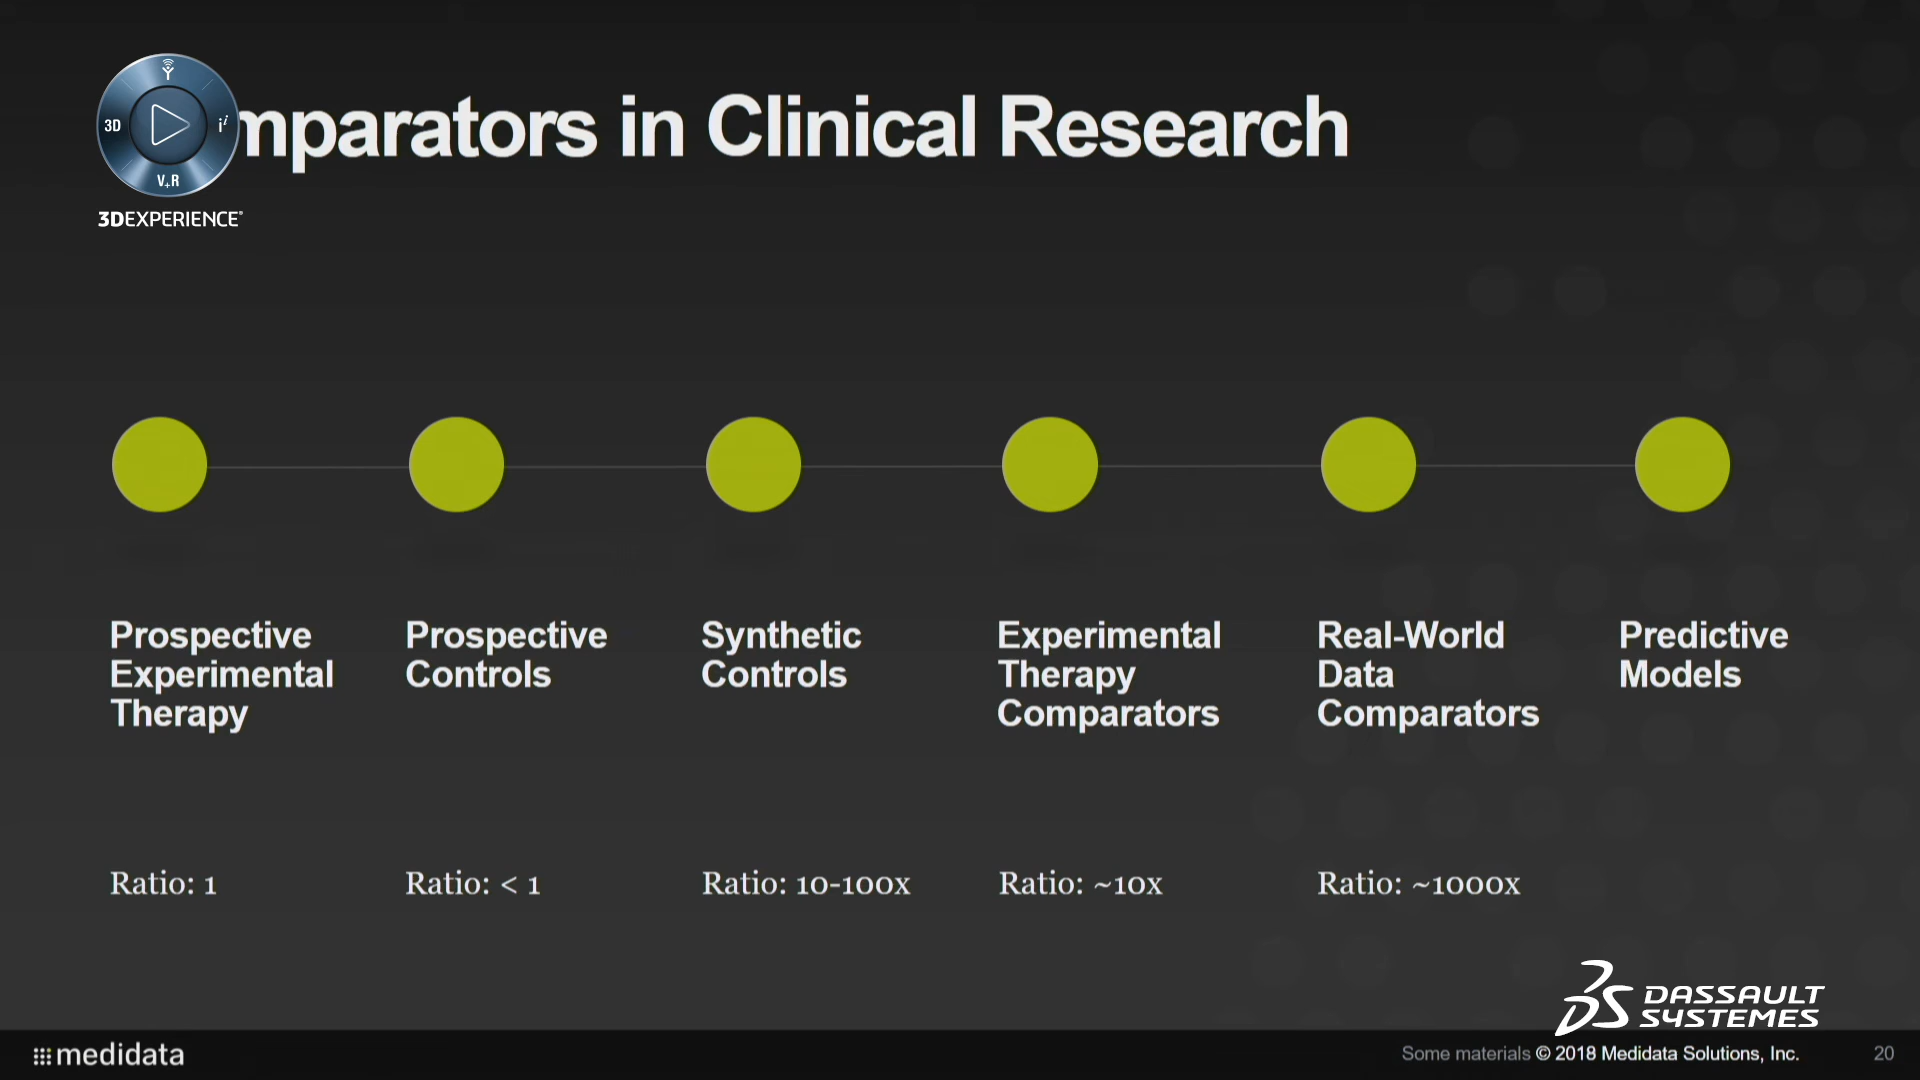 mparators in Clinical Research
3D
i
V+R
3DEXPERIENCE®
Prospective
Experimental
Therapy
Prospective
Controls
Synthetic
Controls
Experimental
Therapy
Comparators
Real-World
Data
Comparators
Predictive
Models
Ratio: 1
Ratio: < 1
Ratio: 10-100x
Ratio: ~10x
Ratio: ~1000x
DASSAULT
SYSTEMES
medidata
Some materials © 2018 Medidata Solutions, Inc.
20